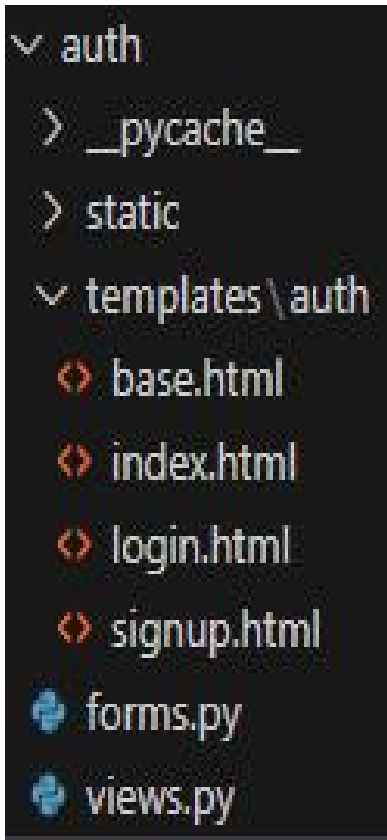 auth
__pycache__
static
templates\auth
base.html
index.html
login.html
signup.html
forms.py
views.py